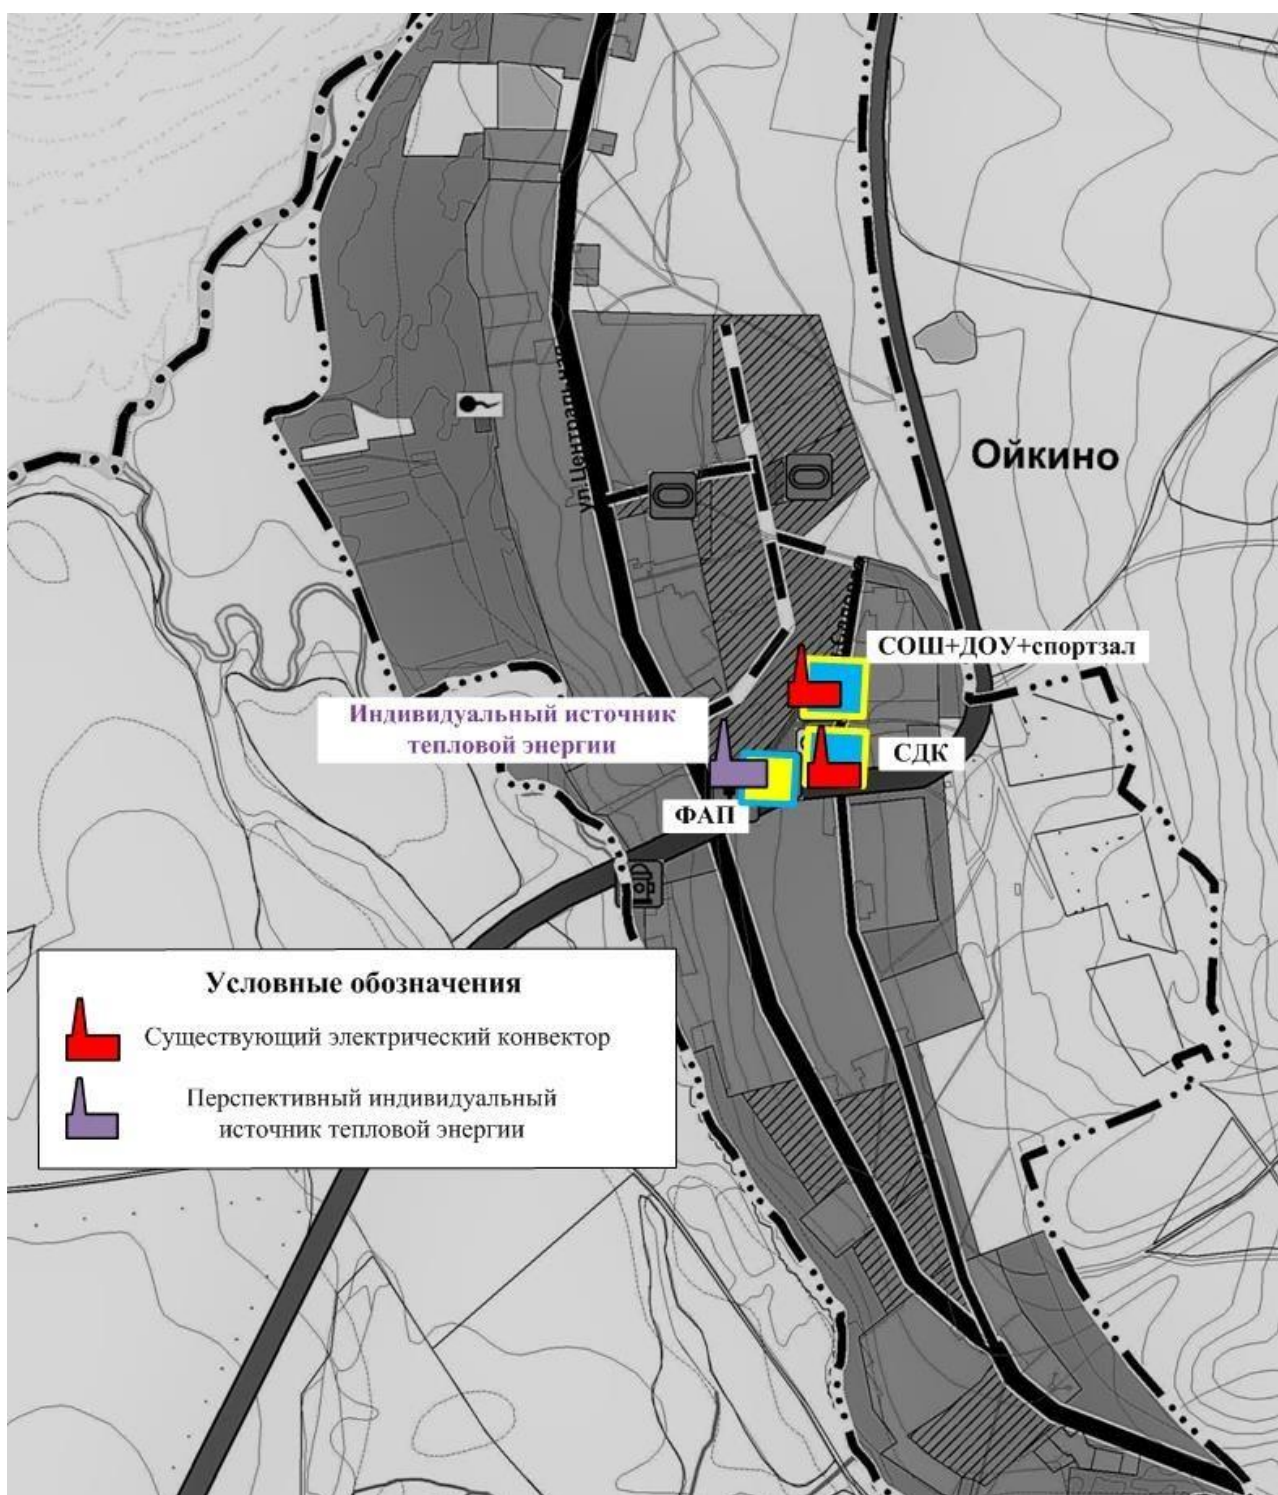 ул.Центральная
Ойкино
СОШ+ДОУ+спортзал
Индивидуальный источник
тепловой энергии
СДК
ФАП
Условные обозначения
Существующий электрический конвектор
Перспективный индивидуальный
источник тепловой энергии